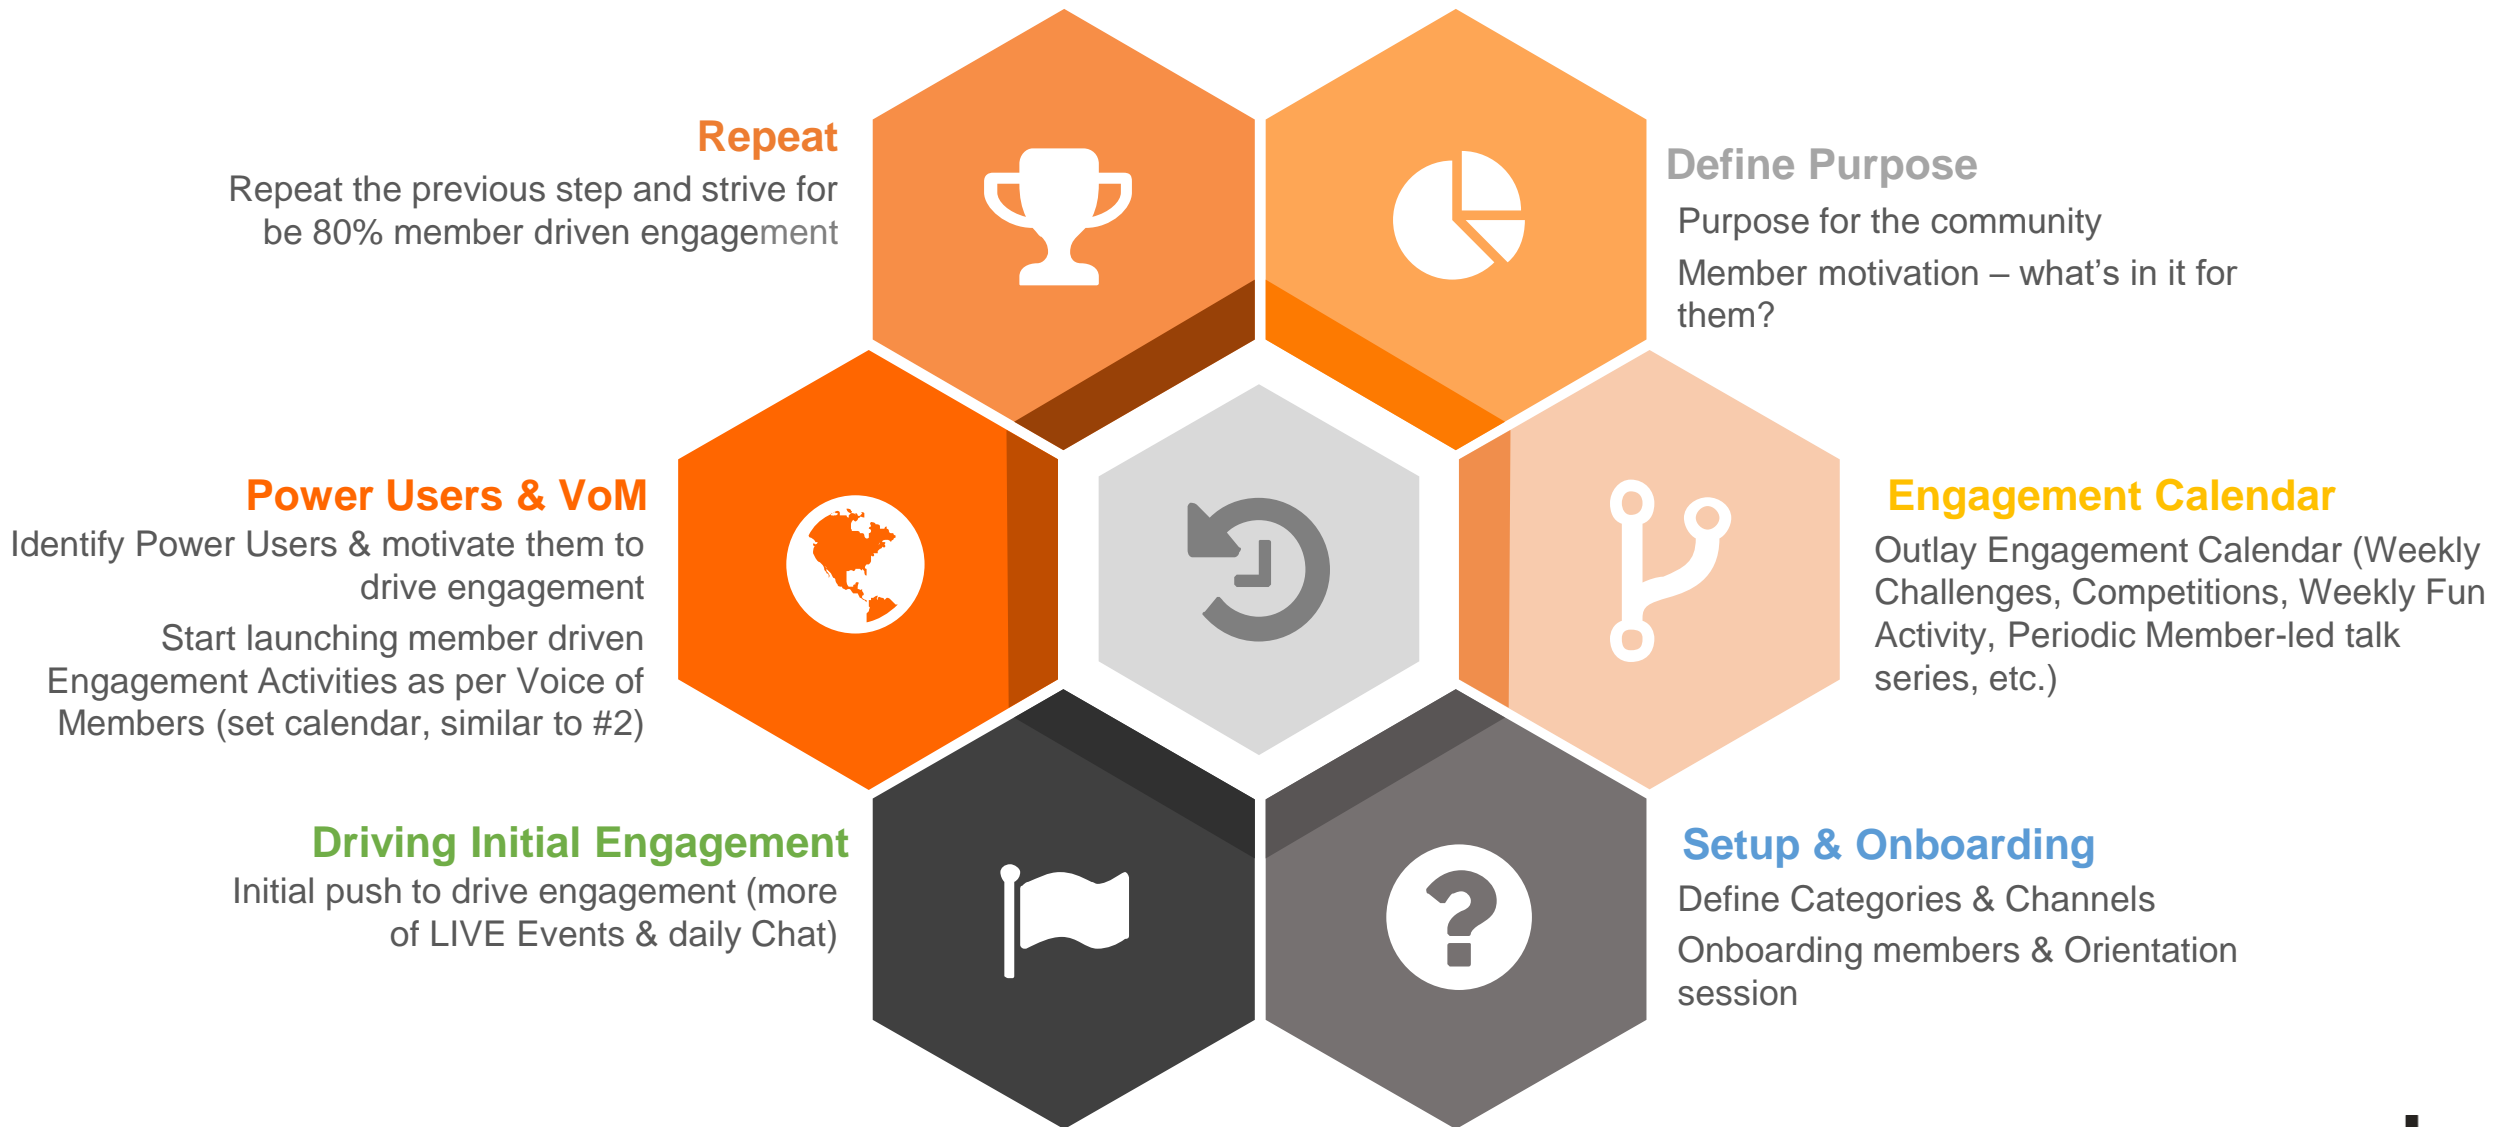 Repeat
Repeat the previous step and strive for
be 80% member driven engagement
Define Purpose
Purpose for the community
Member motivation – what’s in it for
them?
Power Users & VoM
Identify Power Users & motivate them to
drive engagement
Start launching member driven
Engagement Activities as per Voice of
Members (set calendar, similar to #2)
Engagement Calendar
Outlay Engagement Calendar (Weekly
Challenges, Competitions, Weekly Fun
Activity, Periodic Member-led talk
series, etc.)
Driving Initial Engagement
Initial push to drive engagement (more
of LIVE Events & daily Chat)
Setup & Onboarding
Define Categories & Channels
Onboarding members & Orientation
session